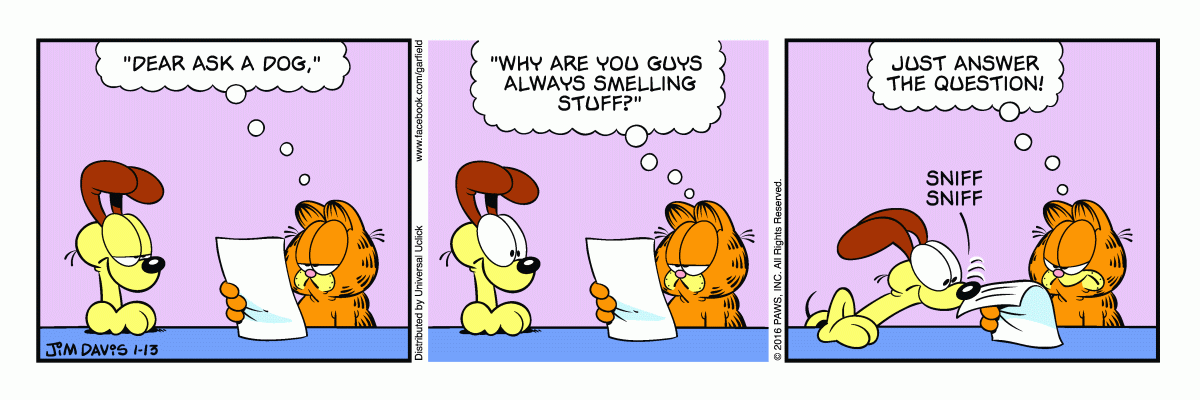 "DEAR ASK A DOG,"
JIM DAVIS 1-13
www.facebook.com/garfield
Distributed by Universal Uclick
"WHY ARE YOU GUYS
ALWAYS SMELLING
STUFF?"
© 2016 PAWS, INC. All Rights Reserved.
JUST ANSWER
THE QUESTION!
SNIFF
SNIFF